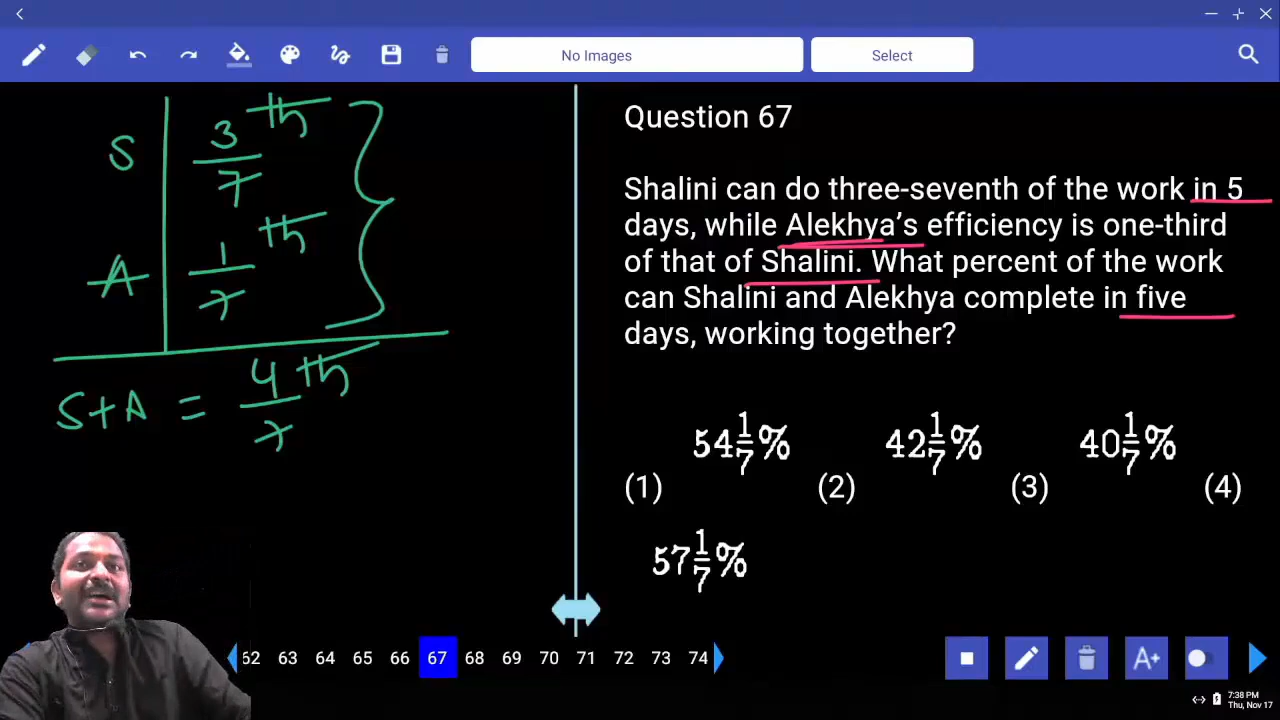 No Images
Select
S 3/7 th
A 1/7 th
S+A = 4/7 th
Question 67
Shalini can do three-seventh of the work in 5
days, while Alekhya’s efficiency is one-third
of that of Shalini. What percent of the work
can Shalini and Alekhya complete in five
days, working together?
(1) 54 1/7 % (2) 42 1/7 % (3) 40 1/7 % (4)
57 1/7 %
62 63 64 65 66 67 68 69 70 71 72 73 74
A+
7:38 PM
Thu, Nov 17